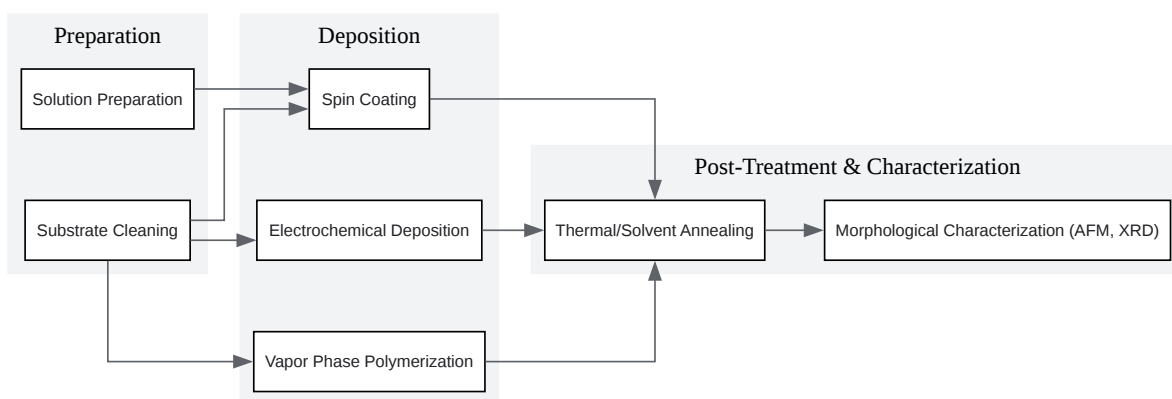 Preparation
Deposition
Solution Preparation
Spin Coating
Post-Treatment & Characterization
Substrate Cleaning
Electrochemical Deposition
Thermal/Solvent Annealing
Morphological Characterization (AFM, XRD)
Vapor Phase Polymerization